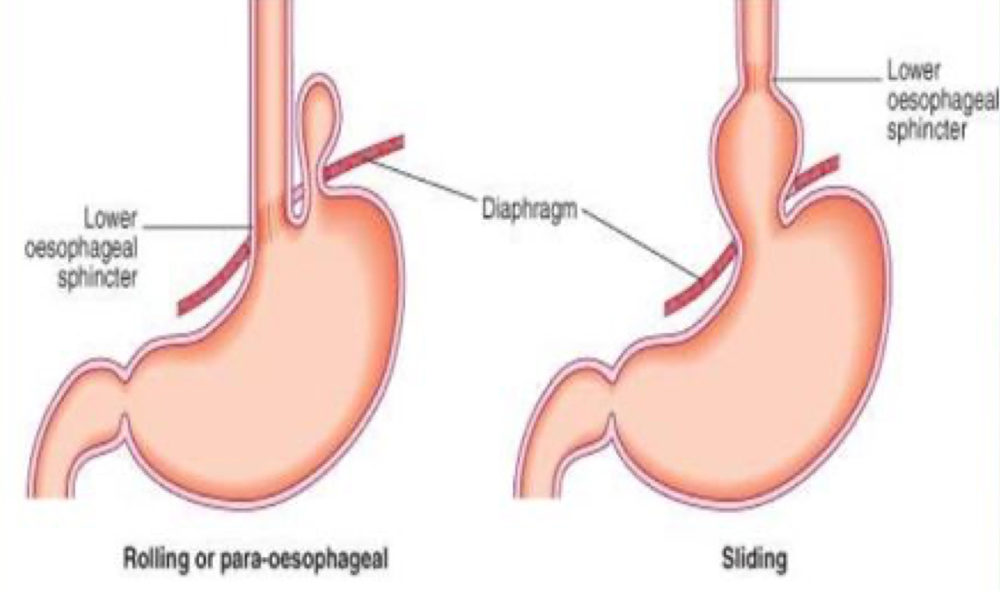 Lower
oesophageal
sphincter
Diaphragm
Lower
oesophageal
sphincter
Rolling or para-oesophageal
Sliding